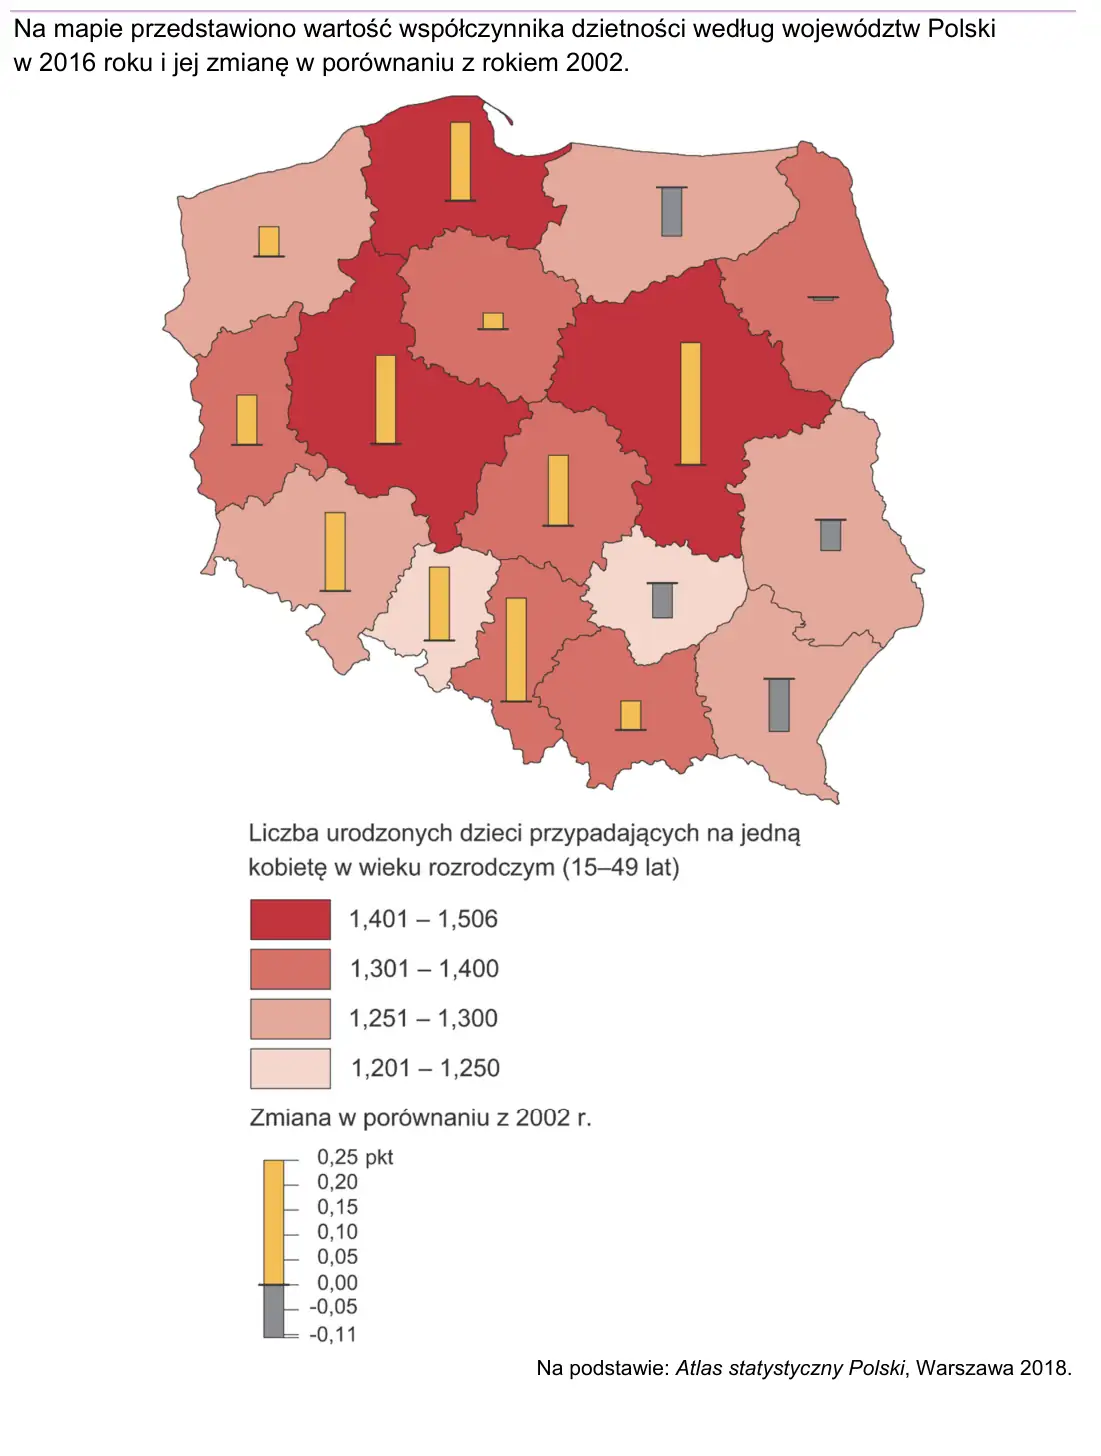 Na mapie przedstawiono wartość współczynnika dzietności według województw Polski
w 2016 roku i jej zmianę w porównaniu z rokiem 2002.
Liczba urodzonych dzieci przypadających na jedną
kobietę w wieku rozrodczym (15–49 lat)
1,401 – 1,506
1,301 – 1,400
1,251 – 1,300
1,201 – 1,250
Zmiana w porównaniu z 2002 r.
0,25 pkt
0,20
0,15
0,10
0,05
0,00
-0,05
-0,11
Na podstawie: Atlas statystyczny Polski, Warszawa 2018.